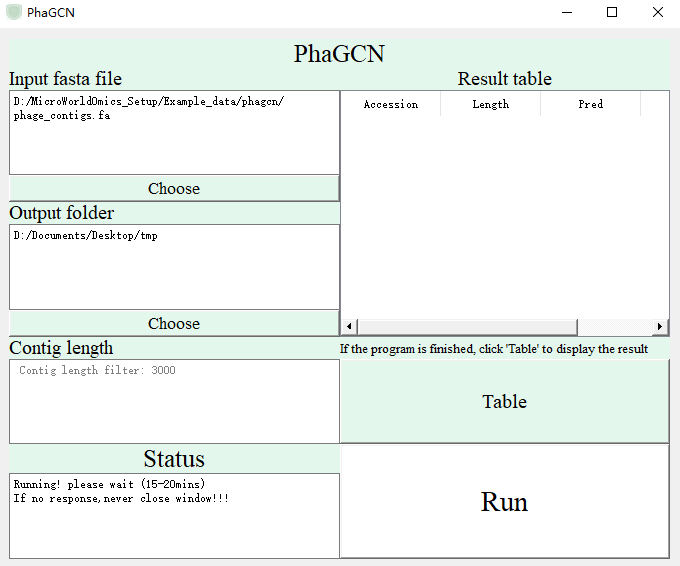 PhaGCN
PhaGCN
Input fasta file
Result table
D:/MicroWorldOmics_Setup/Example_data/phagcn/
phage_contigs.fa
Accession Length Pred
Choose
Output folder
D:/Documents/Desktop/tmp
Choose
Contig length
If the program is finished, click 'Table' to display the result
Contig length filter: 3000
Table
Status
Running! please wait (15-20mins)
If no response,never close window!!!
Run